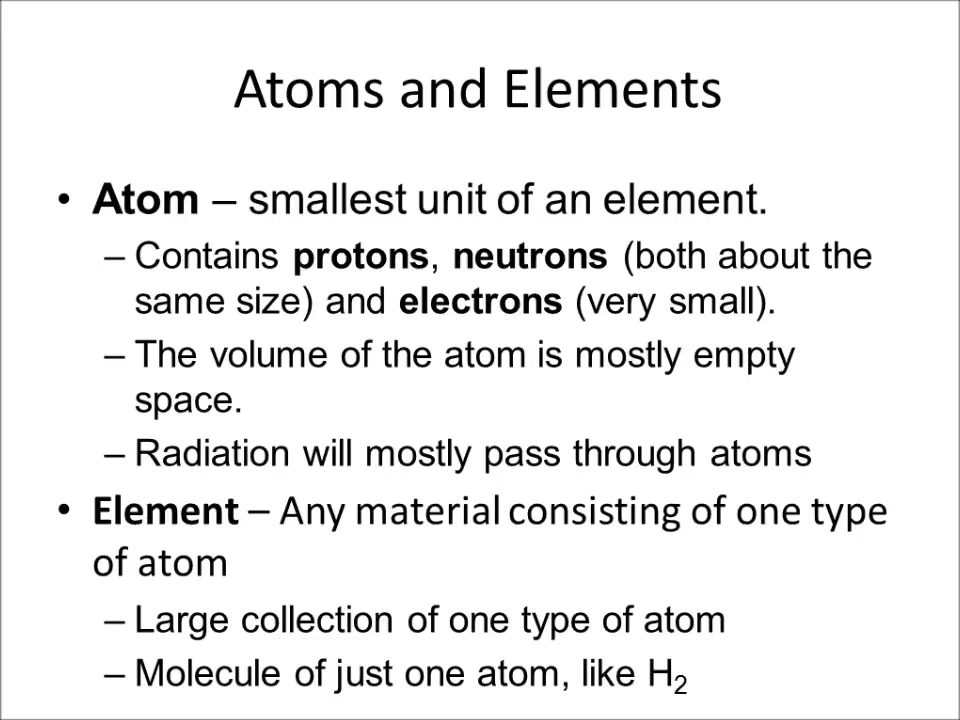 Atoms and Elements
• Atom – smallest unit of an element.
– Contains protons, neutrons (both about the
same size) and electrons (very small).
– The volume of the atom is mostly empty
space.
– Radiation will mostly pass through atoms
• Element – Any material consisting of one type
of atom
– Large collection of one type of atom
– Molecule of just one atom, like H₂